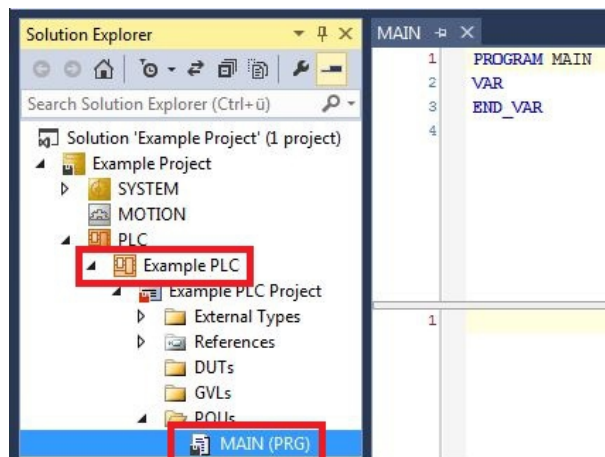 Solution Explorer
Search Solution Explorer (Ctrl+ü)
Solution 'Example Project' (1 project)
Example Project
SYSTEM
MOTION
PLC
Example PLC
Example PLC Project
External Types
References
DUTs
GVLs
POUs
MAIN (PRG)
MAIN
1 PROGRAM MAIN
2 VAR
3 END_VAR
4
1